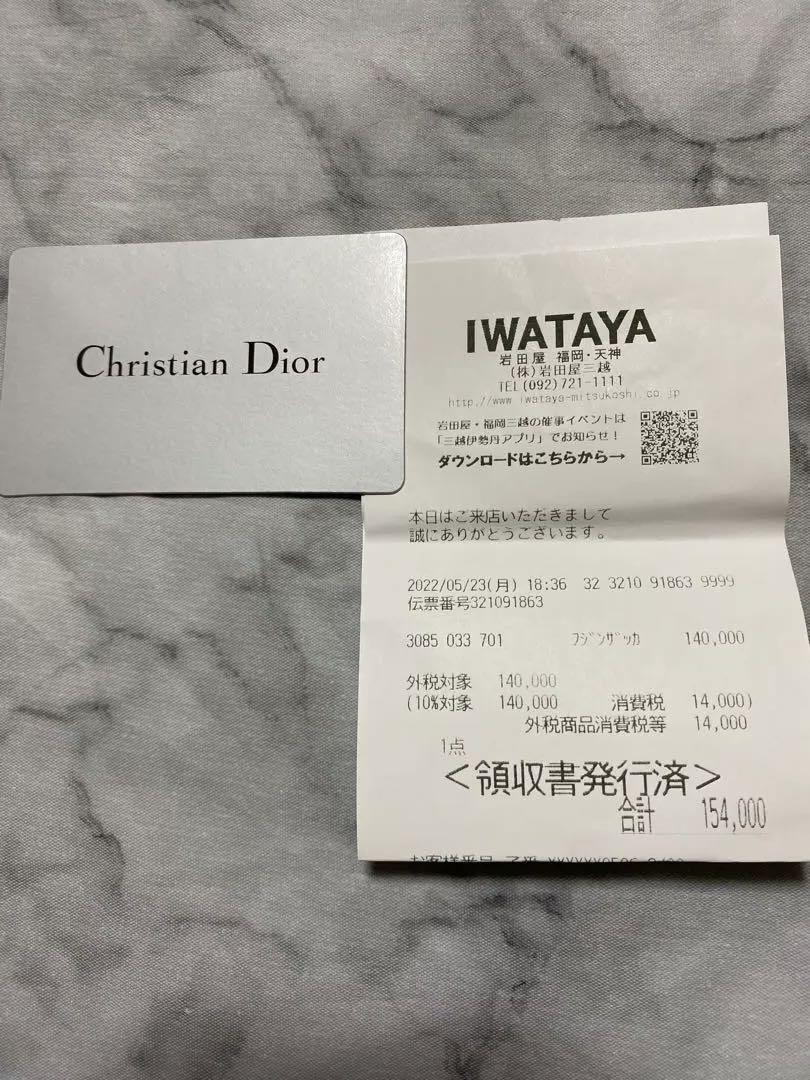 Christian Dior
IWATAYA
岩田屋 福岡・天神
(株)岩田屋三越
TEL(092)721-1111
http://www.iwataya-mitsukoshi.co.jp
岩田屋・福岡三越の催事イベントは
「三越伊勢丹アプリ」でお知らせ！
ダウンロードはこちらから→
本日はご来店いただきまして
誠にありがとうございます。
2022/05/23(月) 18:36 32 3210 91863 9999
伝票番号321091863
3085 033 701 ﾌｼﾞﾝｻﾞｯｶ 140,000
外税対象 140,000
(10%対象 140,000 消費税 14,000)
外税商品消費税等 14,000
1点
<領収書発行済>
合計 154,000